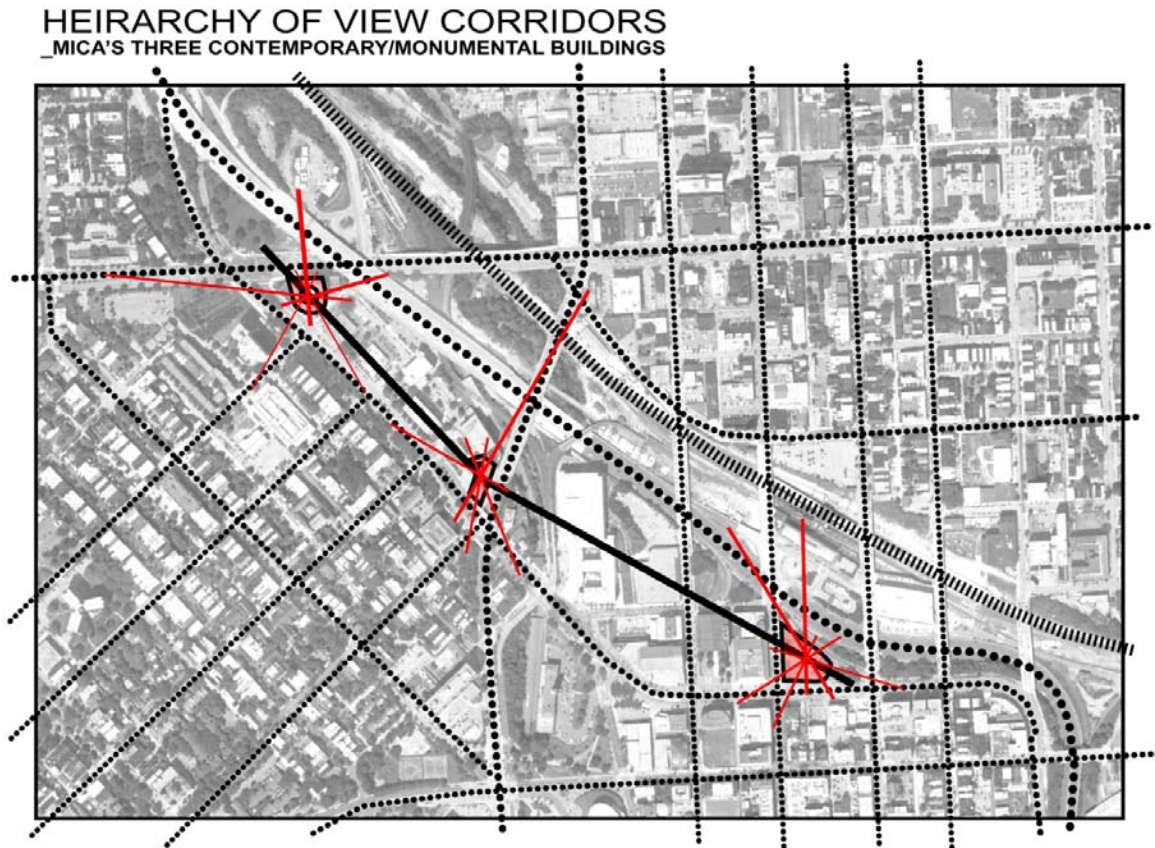 HEIRARCHY OF VIEW CORRIDORS
_MICA'S THREE CONTEMPORARY/MONUMENTAL BUILDINGS